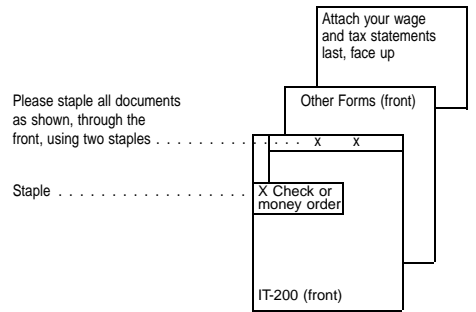 Attach your wage
and tax statements
last, face up
Other Forms (front)
Please staple all documents
as shown, through the
front, using two staples . . . . . . . . . . . . . . x x
Staple . . . . . . . . . . . . . . . . . . X Check or
money order
IT-200 (front)